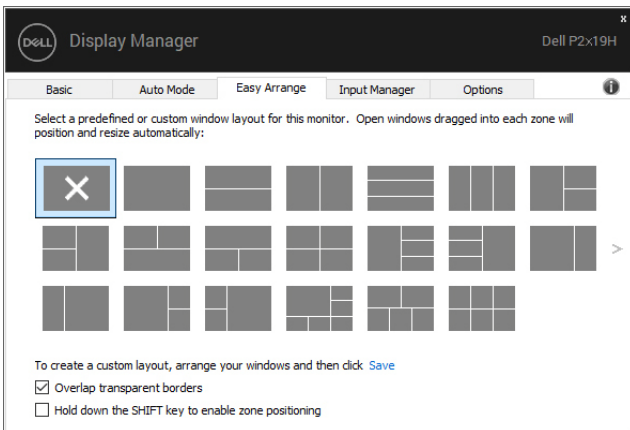 x
DELL Display Manager Dell P2x19H
Basic Auto Mode Easy Arrange Input Manager Options i
Select a predefined or custom window layout for this monitor. Open windows dragged into each zone will
position and resize automatically:
To create a custom layout, arrange your windows and then click Save
Overlap transparent borders
Hold down the SHIFT key to enable zone positioning